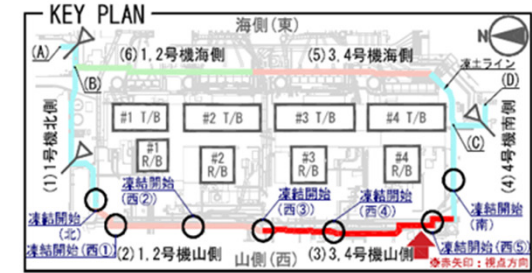 KEY PLAN
海側(東)
N
(A)
(6)1,2号機海側
(5)3,4号機海側
凍土ライン
(B)
(D)
#1 T/B
#2 T/B
#3 T/B
#4 T/B
(C)
(1)1号機北側
(4)4号機南側
#1
R/B
#2
R/B
#3
R/B
#4
R/B
凍結開始
(西②)
凍結開始
(西③)
凍結開始
(西④)
凍結開始
(北)
凍結開始
(南)
凍結開始(西①)
(2)1,2号機山側
山側(西)
(3)3,4号機山側
凍結開始(西⑤)
※赤矢印：視点方向